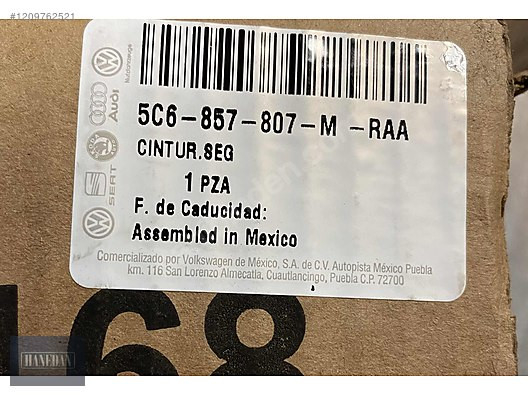 #1209762521
Nutzfahrzeuge
Audi
SEAT
5C6-857-807-M -RAA
CINTUR.SEG
1 PZA
F. de Caducidad:
Assembled in Mexico
Comercializado por Volkswagen de México, S.A. de C.V. Autopista México Puebla
km. 116 San Lorenzo Almecatla, Cuautlancingo, Puebla C.P. 72700
168
HANEDAN